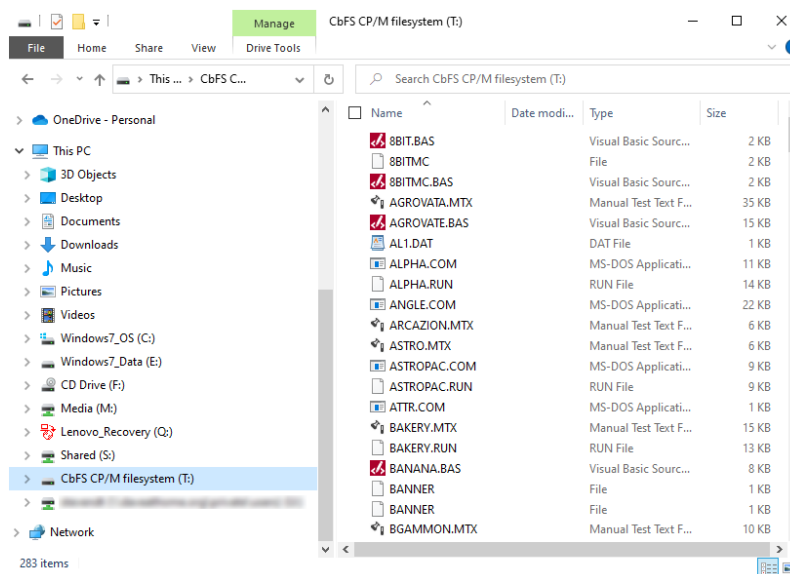 Manage
CbFS CP/M filesystem (T:)
File Home Share View Drive Tools
This ... CbFS C...
Search CbFS CP/M filesystem (T:)
OneDrive - Personal
This PC
3D Objects
Desktop
Documents
Downloads
Music
Pictures
Videos
Windows7_OS (C:)
Windows7_Data (E:)
CD Drive (F:)
Media (M:)
Lenovo_Recovery (Q:)
Shared (S:)
CbFS CP/M filesystem (T:)
Network
Name Date modi... Type Size
8BIT.BAS Visual Basic Sourc... 2 KB
8BITMC File 2 KB
8BITMC.BAS Visual Basic Sourc... 2 KB
AGROVATA.MTX Manual Test Text F... 35 KB
AGROVATE.BAS Visual Basic Sourc... 15 KB
AL1.DAT DAT File 1 KB
ALPHA.COM MS-DOS Applicati... 11 KB
ALPHA.RUN RUN File 14 KB
ANGLE.COM MS-DOS Applicati... 22 KB
ARCAZION.MTX Manual Test Text F... 6 KB
ASTRO.MTX Manual Test Text F... 6 KB
ASTROPAC.COM MS-DOS Applicati... 9 KB
ASTROPAC.RUN RUN File 9 KB
ATTR.COM MS-DOS Applicati... 1 KB
BAKERY.MTX Manual Test Text F... 15 KB
BAKERY.RUN RUN File 13 KB
BANANA.BAS Visual Basic Sourc... 8 KB
BANNER File 1 KB
BANNER File 1 KB
BGAMMON.MTX Manual Test Text F... 10 KB
283 items